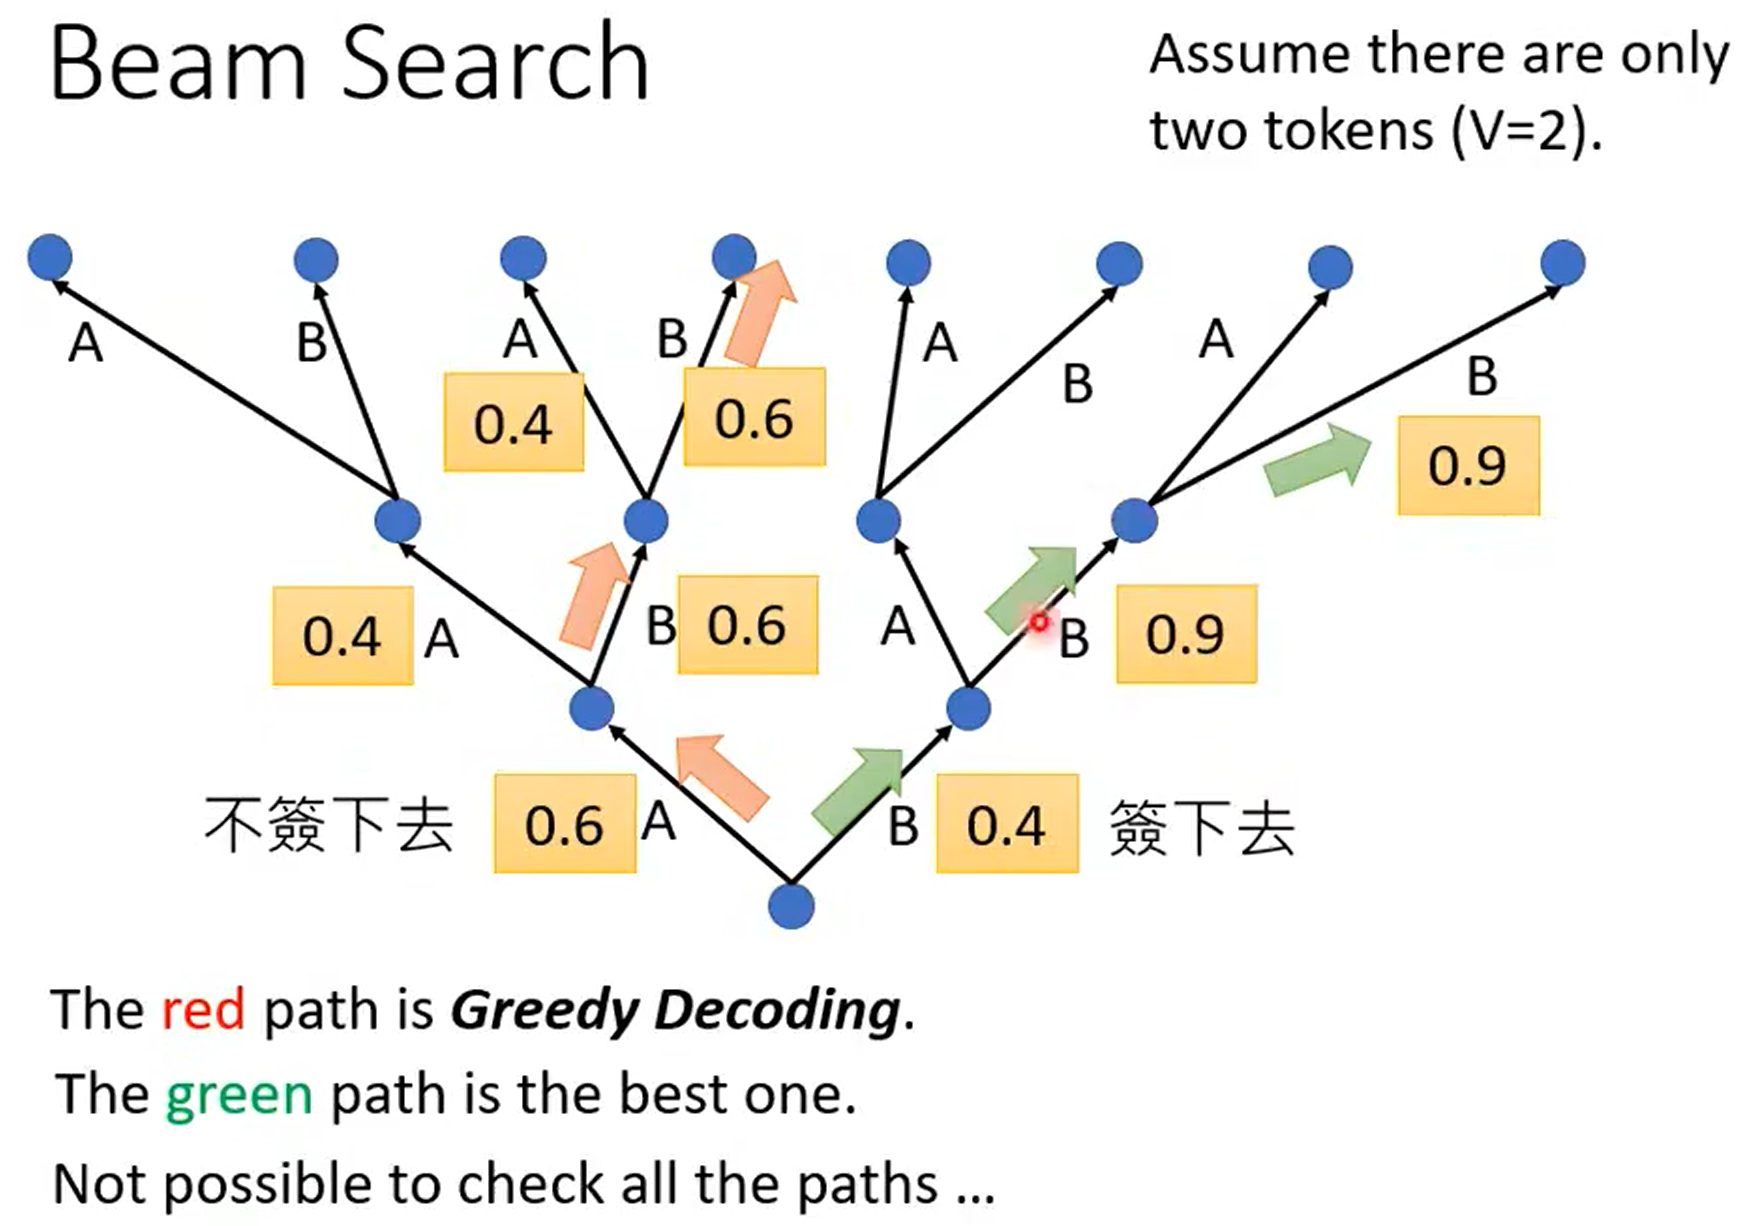 Beam Search
Assume there are only
two tokens (V=2).
A
B
A
B
A
B
A
B
0.4
0.6
0.9
0.4
A
B
0.6
A
B
0.9
不簽下去
0.6
A
B
0.4
簽下去
The red path is Greedy Decoding.
The green path is the best one.
Not possible to check all the paths ...